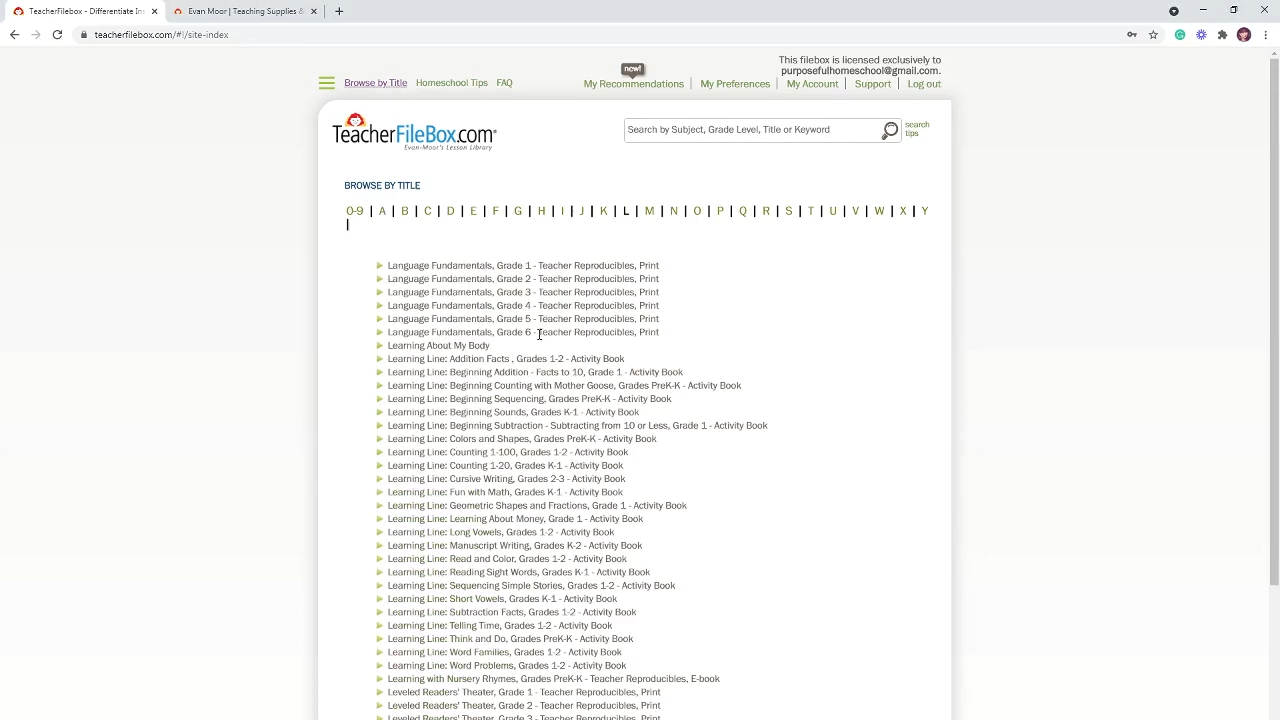 TeacherFileBox - Differentiate In
Evan Moor | Teaching Supplies &
teacherfilebox.com/#!/site-index
This filebox is licensed exclusively to
purposefulhomeschool@gmail.com.
new!
Browse by Title Homeschool Tips FAQ
My Recommendations | My Preferences | My Account | Support | Log out
TeacherFileBox.com
Evan-Moor's Lesson Library
Search by Subject, Grade Level, Title or Keyword
search
tips
BROWSE BY TITLE
0-9 | A | B | C | D | E | F | G | H | I | J | K | L | M | N | O | P | Q | R | S | T | U | V | W | X | Y
|
Language Fundamentals, Grade 1 - Teacher Reproducibles, Print
Language Fundamentals, Grade 2 - Teacher Reproducibles, Print
Language Fundamentals, Grade 3 - Teacher Reproducibles, Print
Language Fundamentals, Grade 4 - Teacher Reproducibles, Print
Language Fundamentals, Grade 5 - Teacher Reproducibles, Print
Language Fundamentals, Grade 6 - Teacher Reproducibles, Print
Learning About My Body
Learning Line: Addition Facts , Grades 1-2 - Activity Book
Learning Line: Beginning Addition - Facts to 10, Grade 1 - Activity Book
Learning Line: Beginning Counting with Mother Goose, Grades PreK-K - Activity Book
Learning Line: Beginning Sequencing, Grades PreK-K - Activity Book
Learning Line: Beginning Sounds, Grades K-1 - Activity Book
Learning Line: Beginning Subtraction - Subtracting from 10 or Less, Grade 1 - Activity Book
Learning Line: Colors and Shapes, Grades PreK-K - Activity Book
Learning Line: Counting 1-100, Grades 1-2 - Activity Book
Learning Line: Counting 1-20, Grades K-1 - Activity Book
Learning Line: Cursive Writing, Grades 2-3 - Activity Book
Learning Line: Fun with Math, Grades K-1 - Activity Book
Learning Line: Geometric Shapes and Fractions, Grade 1 - Activity Book
Learning Line: Learning About Money, Grade 1 - Activity Book
Learning Line: Long Vowels, Grades 1-2 - Activity Book
Learning Line: Manuscript Writing, Grades K-2 - Activity Book
Learning Line: Read and Color, Grades 1-2 - Activity Book
Learning Line: Reading Sight Words, Grades K-1 - Activity Book
Learning Line: Sequencing Simple Stories, Grades 1-2 - Activity Book
Learning Line: Short Vowels, Grades K-1 - Activity Book
Learning Line: Subtraction Facts, Grades 1-2 - Activity Book
Learning Line: Telling Time, Grades 1-2 - Activity Book
Learning Line: Think and Do, Grades PreK-K - Activity Book
Learning Line: Word Families, Grades 1-2 - Activity Book
Learning Line: Word Problems, Grades 1-2 - Activity Book
Learning with Nursery Rhymes, Grades PreK-K - Teacher Reproducibles, E-book
Leveled Readers' Theater, Grade 1 - Teacher Reproducibles, Print
Leveled Readers' Theater, Grade 2 - Teacher Reproducibles, Print
Leveled Readers' Theater, Grade 3 - Teacher Reproducibles, Print